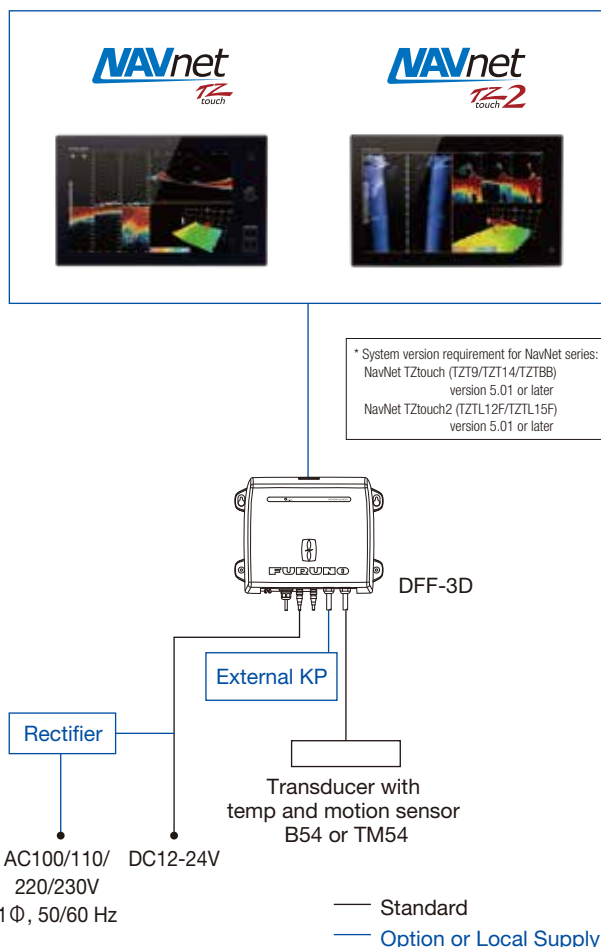 NAVnet
TZ
touch
NAVnet
TZ
touch 2
* System version requirement for NavNet series:
NavNet TZtouch (TZT9/TZT14/TZTBB)
version 5.01 or later
NavNet TZtouch2 (TZTL12F/TZTL15F)
version 5.01 or later
FURUNO
DFF-3D
External KP
Rectifier
Transducer with
temp and motion sensor
B54 or TM54
AC100/110/
220/230V
1Φ, 50/60 Hz
DC12-24V
Standard
Option or Local Supply